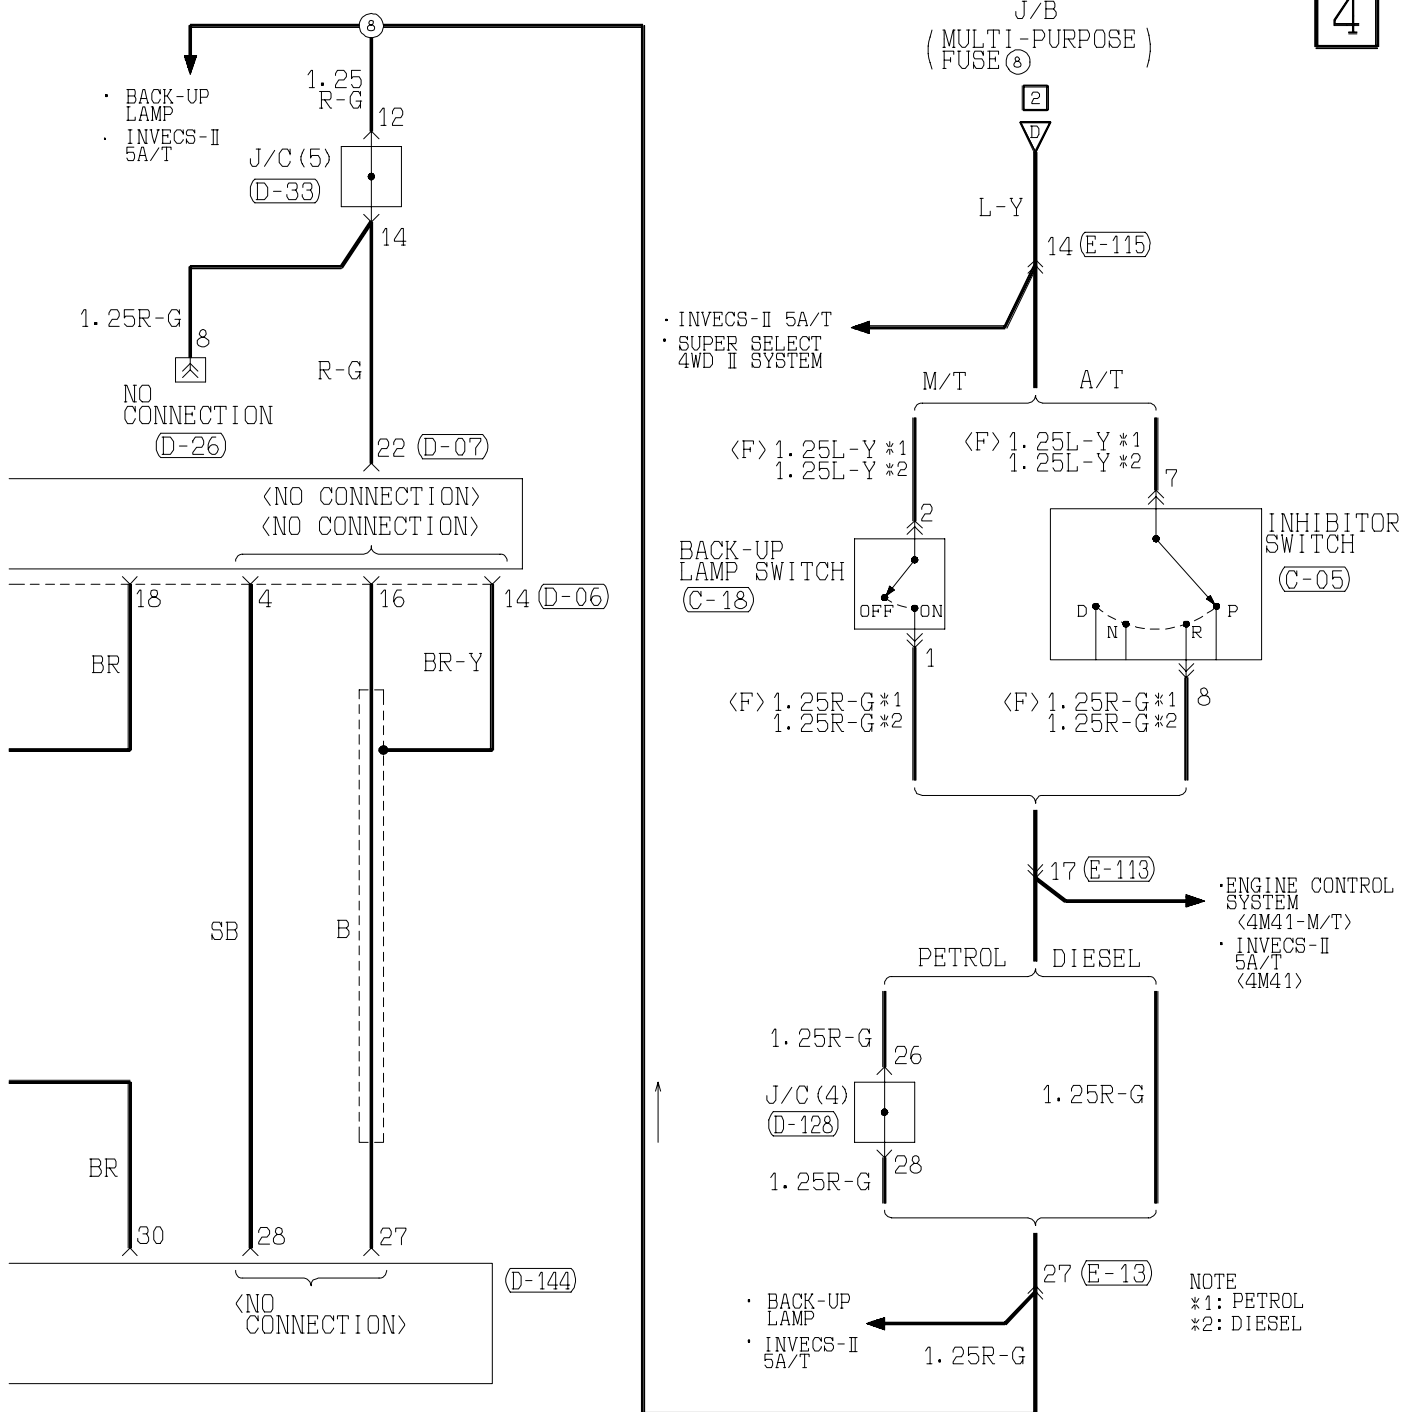 4
8
J/B
( MULTI-PURPOSE
FUSE 8 )
2
D
1.25
R-G
12
· BACK-UP
LAMP
· INVECS-Ⅱ
5A/T
J/C(5)
D-33
14
L-Y
14 E-115
1.25R-G
8
NO
CONNECTION
D-26
R-G
22 D-07
· INVECS-Ⅱ 5A/T
· SUPER SELECT
4WD Ⅱ SYSTEM
M/T A/T
<F> 1.25L-Y *1
1.25L-Y *2
<F> 1.25L-Y *1
1.25L-Y *2
7
2
<NO CONNECTION>
<NO CONNECTION>
BACK-UP
LAMP SWITCH
C-18
OFF ON
1
INHIBITOR
SWITCH
C-05
D
N
R
P
18
4
16
14 D-06
BR
BR-Y
<F> 1.25R-G *1
1.25R-G *2
<F> 1.25R-G *1
1.25R-G *2
8
17 E-113
·ENGINE CONTROL
SYSTEM
<4M41-M/T>
· INVECS-Ⅱ
5A/T
<4M41>
SB
B
PETROL DIESEL
1.25R-G
26
J/C(4)
D-128
1.25R-G
28
1.25R-G
BR
30
28
27
D-144
<NO
CONNECTION>
27 E-13
· BACK-UP
LAMP
· INVECS-Ⅱ
5A/T
1.25R-G
NOTE
*1: PETROL
*2: DIESEL